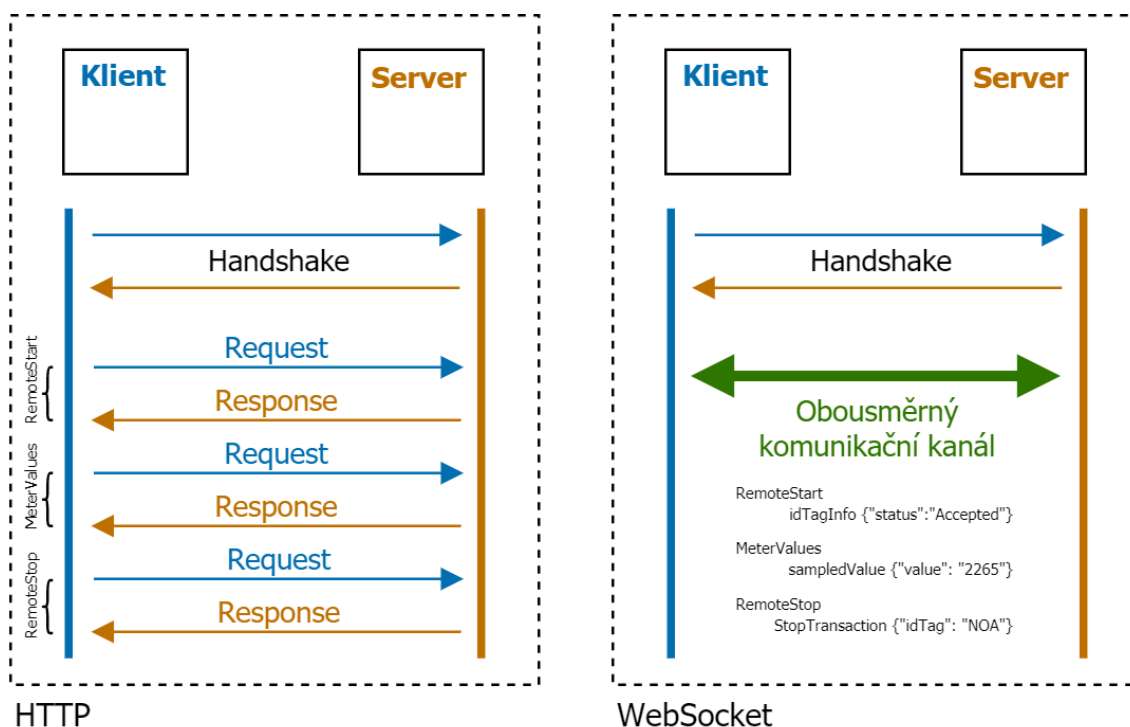 Klient
Server
Handshake
RemoteStart
Request
Response
MeterValues
Request
Response
RemoteStop
Request
Response
HTTP
Klient
Server
Handshake
Obousměrný
komunikační kanál
RemoteStart
idTagInfo {"status":"Accepted"}
MeterValues
sampledValue {"value": "2265"}
RemoteStop
StopTransaction {"idTag": "NOA"}
WebSocket